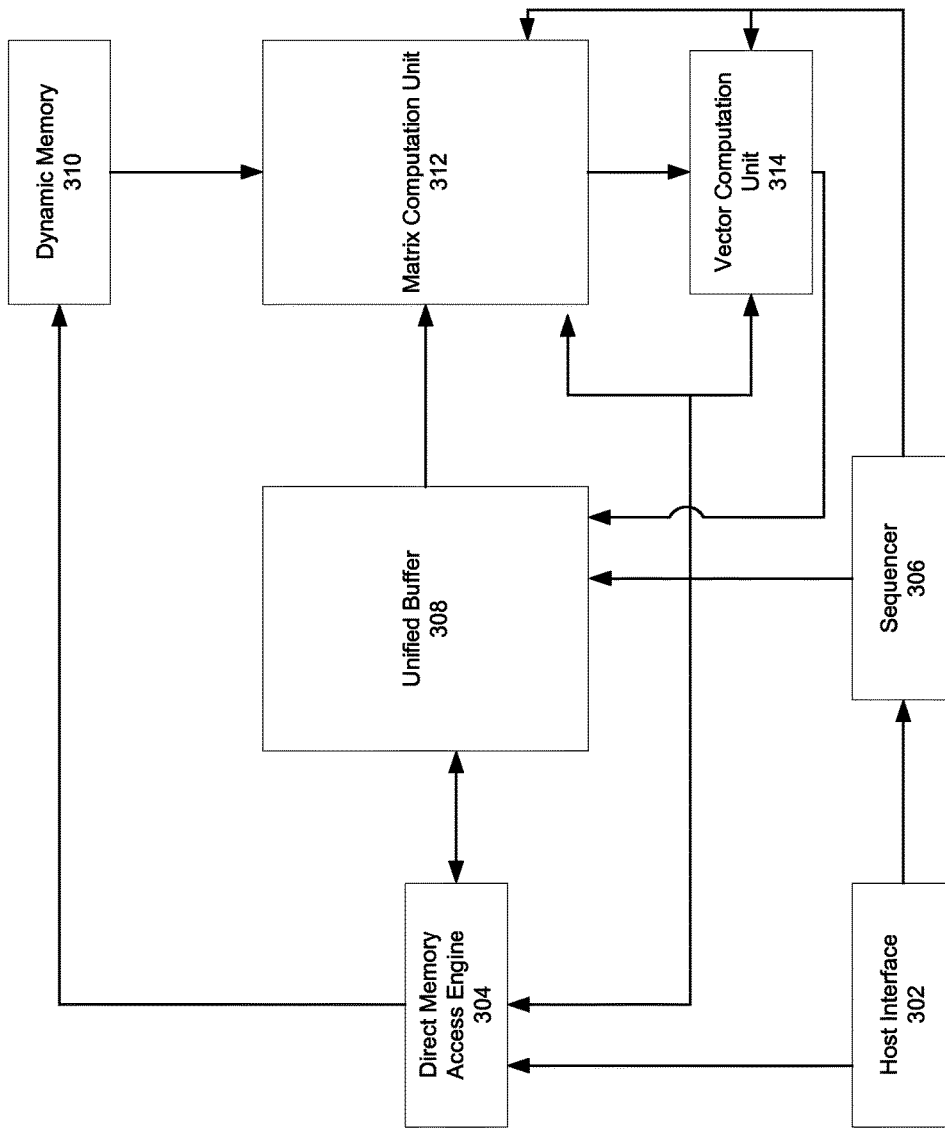 Dynamic Memory
310
Direct Memory
Access Engine
304
Unified Buffer
308
Matrix Computation Unit
312
Vector Computation
Unit
314
Host Interface
302
Sequencer
306